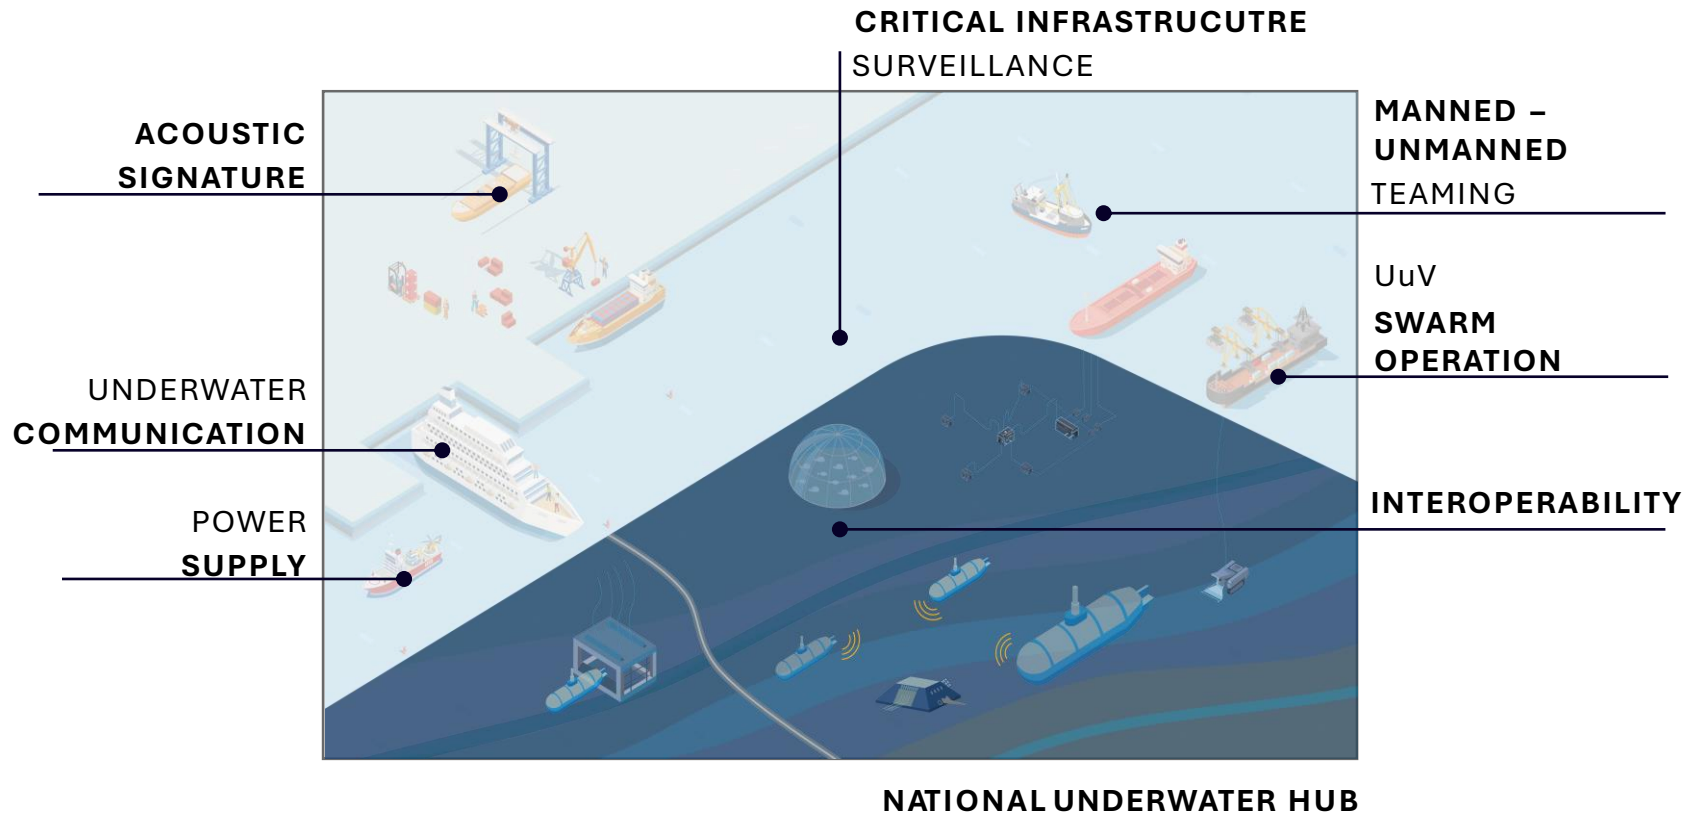 CRITICAL INFRASTRUCUTRE
SURVEILLANCE
ACOUSTIC
SIGNATURE
MANNED –
UNMANNED
TEAMING
UuV
SWARM
OPERATION
UNDERWATER
COMMUNICATION
POWER
SUPPLY
INTEROPERABILITY
NATIONAL UNDERWATER HUB